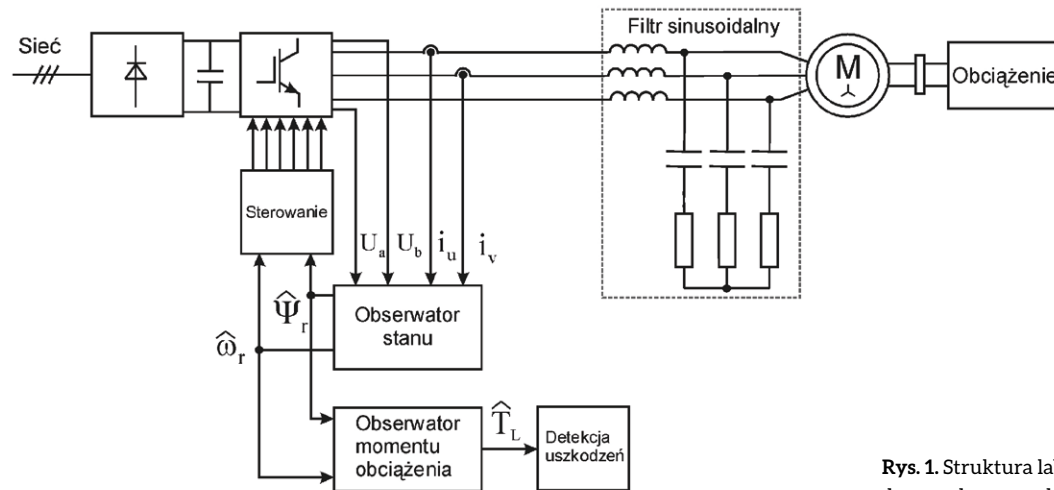 Sieć
Filtr sinusoidalny
M
Obciążenie
Sterowanie
U_a U_b i_u i_v
Ψ̂_r
Obserwator
stanu
ω̂_r
Obserwator
momentu
obciążenia
T̂_L
Detekcja
uszkodzeń
Rys. 1. Struktura